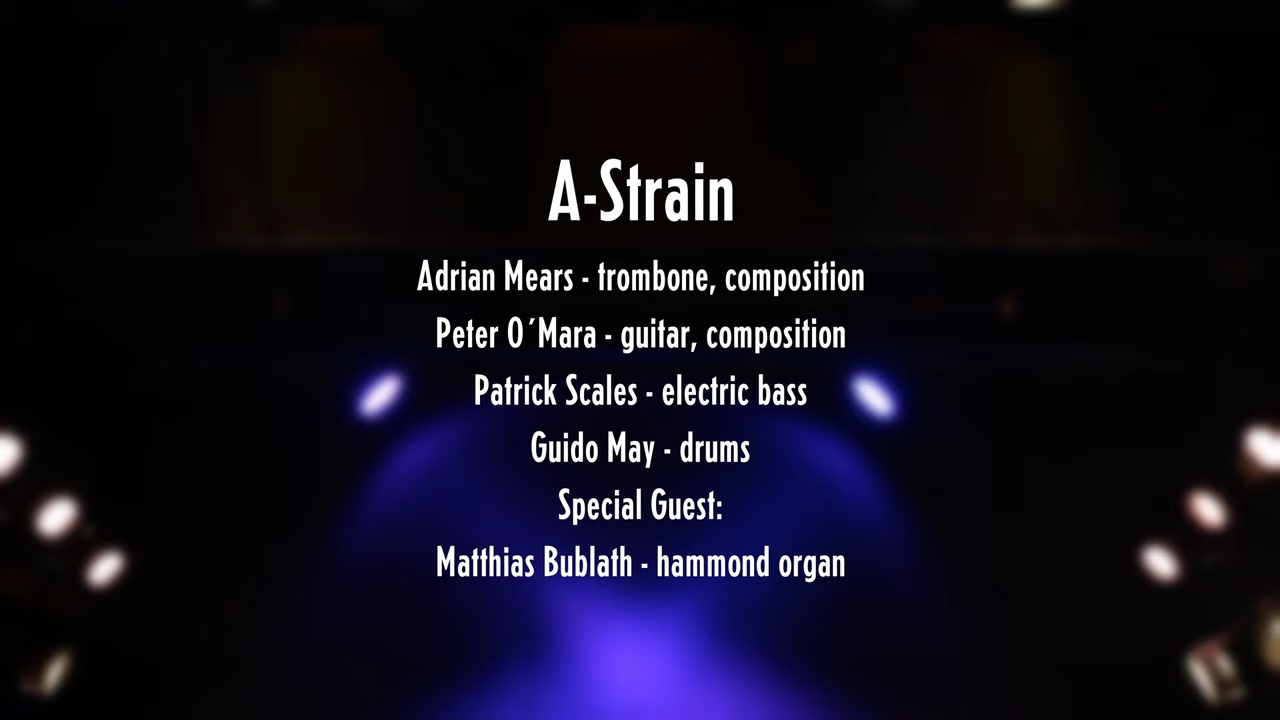 A-Strain
Adrian Mears - trombone, composition
Peter O´Mara - guitar, composition
Patrick Scales - electric bass
Guido May - drums
Special Guest:
Matthias Bublath - hammond organ